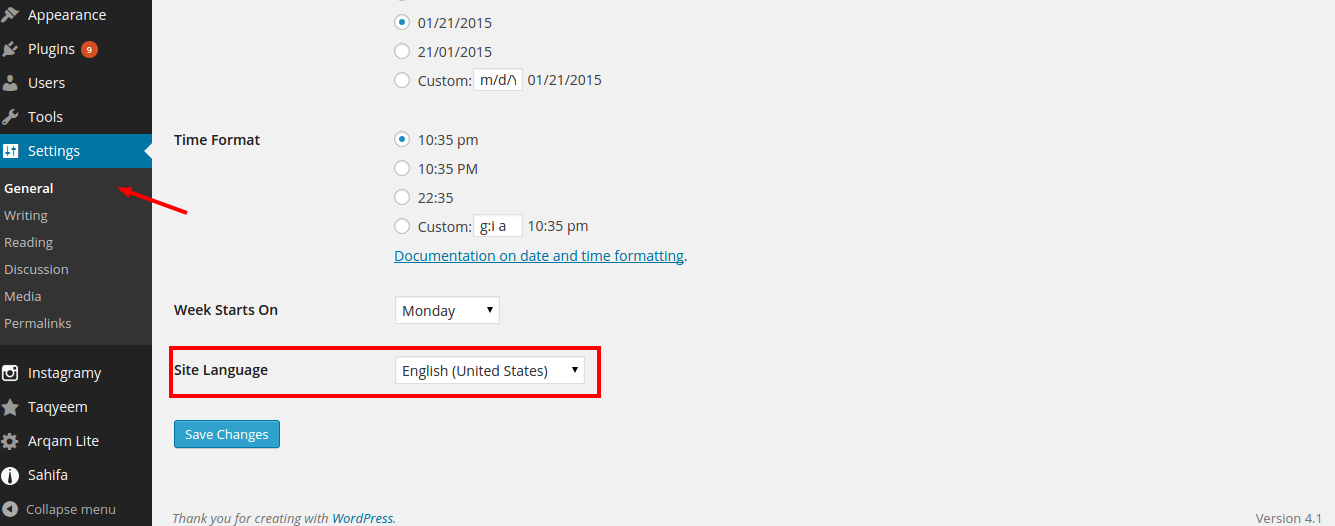 Appearance
Plugins 9
Users
Tools
Settings
General
Writing
Reading
Discussion
Media
Permalinks
Instagramy
Taqyeem
Arqam Lite
Sahifa
Collapse menu
01/21/2015
21/01/2015
Custom: m/d/Y 01/21/2015
Time Format
10:35 pm
10:35 PM
22:35
Custom: g:i a 10:35 pm
Documentation on date and time formatting.
Week Starts On Monday
Site Language English (United States)
Save Changes
Thank you for creating with WordPress.
Version 4.1